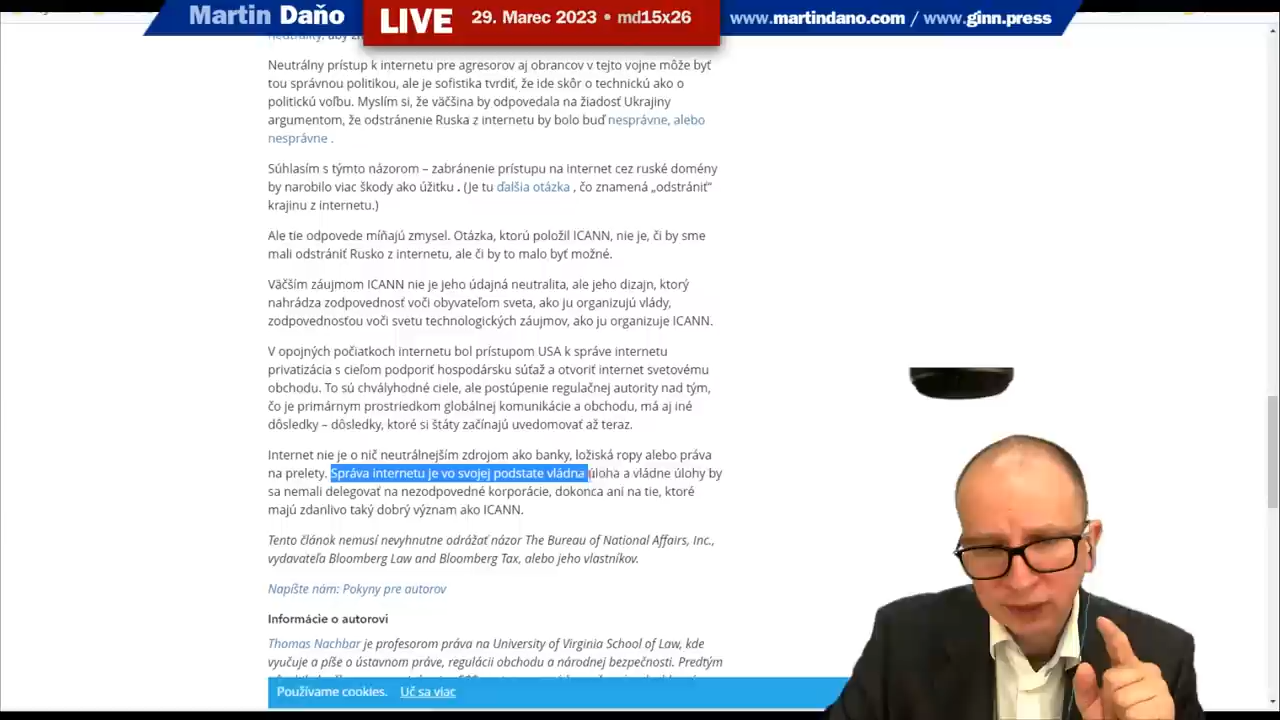 Martin Daňo
LIVE
29. Marec 2023 • md15x26
www.martindano.com / www.ginn.press
neutrality, aby
Neutrálny prístup k internetu pre agresorov aj obrancov v tejto vojne môže byť
tou správnou politikou, ale je sofistika tvrdiť, že ide skôr o technickú ako o
politickú voľbu. Myslím si, že väčšina by odpovedala na žiadosť Ukrajiny
argumentom, že odstránenie Ruska z internetu by bolo buď nesprávne, alebo
nesprávne .
Súhlasím s týmto názorom – zabránenie prístupu na internet cez ruské domény
by narobilo viac škody ako úžitku . (Je tu ďalšia otázka , čo znamená „odstrániť“
krajinu z internetu.)
Ale tie odpovede míňajú zmysel. Otázka, ktorú položil ICANN, nie je, či by sme
mali odstrániť Rusko z internetu, ale či by to malo byť možné.
Väčším záujmom ICANN nie je jeho údajná neutralita, ale jeho dizajn, ktorý
nahrádza zodpovednosť voči obyvateľom sveta, ako ju organizujú vlády,
zodpovednosťou voči svetu technologických záujmov, ako ju organizuje ICANN.
V opojných počiatkoch internetu bol prístupom USA k správe internetu
privatizácia s cieľom podporiť hospodársku súťaž a otvoriť internet svetovému
obchodu. To sú chvályhodné ciele, ale postúpenie regulačnej autority nad tým,
čo je primárnym prostriedkom globálnej komunikácie a obchodu, má aj iné
dôsledky – dôsledky, ktoré si štáty začínajú uvedomovať až teraz.
Internet nie je o nič neutrálnejším zdrojom ako banky, ložiská ropy alebo práva
na prelety. Správa internetu je vo svojej podstate vládna úloha a vládne úlohy by
sa nemali delegovať na nezodpovedné korporácie, dokonca ani na tie, ktoré
majú zdanlivo taký dobrý význam ako ICANN.
Tento článok nemusí nevyhnutne odrážať názor The Bureau of National Affairs, Inc.,
vydavateľa Bloomberg Law and Bloomberg Tax, alebo jeho vlastníkov.
Napíšte nám: Pokyny pre autorov
Informácie o autorovi
Thomas Nachbar je profesorom práva na University of Virginia School of Law, kde
vyučuje a píše o ústavnom práve, regulácii obchodu a národnej bezpečnosti. Predtým
Používame cookies. Uč sa viac